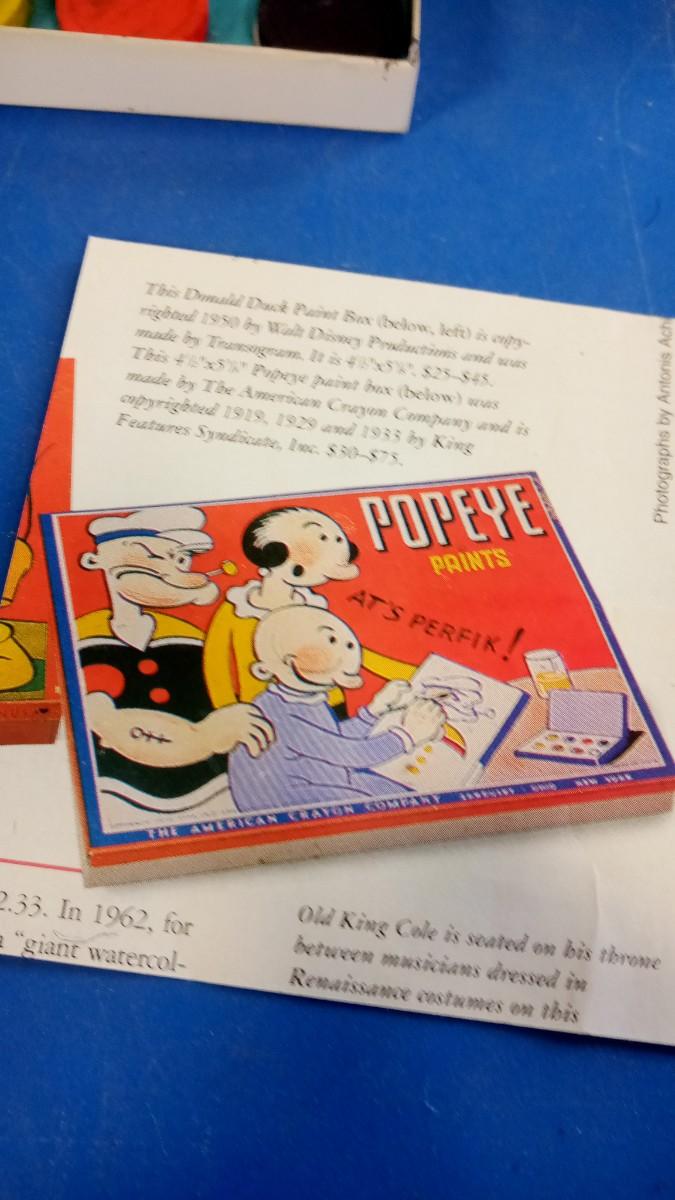 This Donald Duck Paint Box (below, left) is copy-
righted 1950 by Walt Disney Productions and was
made by Transogram. It is 4½"x5¼". $25–$45.
This 4½"x5¼" Popeye paint box (below) was
made by The American Crayon Company and is
copyrighted 1919, 1929 and 1933 by King
Features Syndicate, Inc. $30–$75.
Photographs by Antonis Ach
POPEYE
PAINTS
AT'S PERFIK!
THE AMERICAN CRAYON COMPANY SANDUSKY · OHIO NEW YORK
2.33. In 1962, for
"giant watercol-
Old King Cole is seated on his throne
between musicians dressed in
Renaissance costumes on this